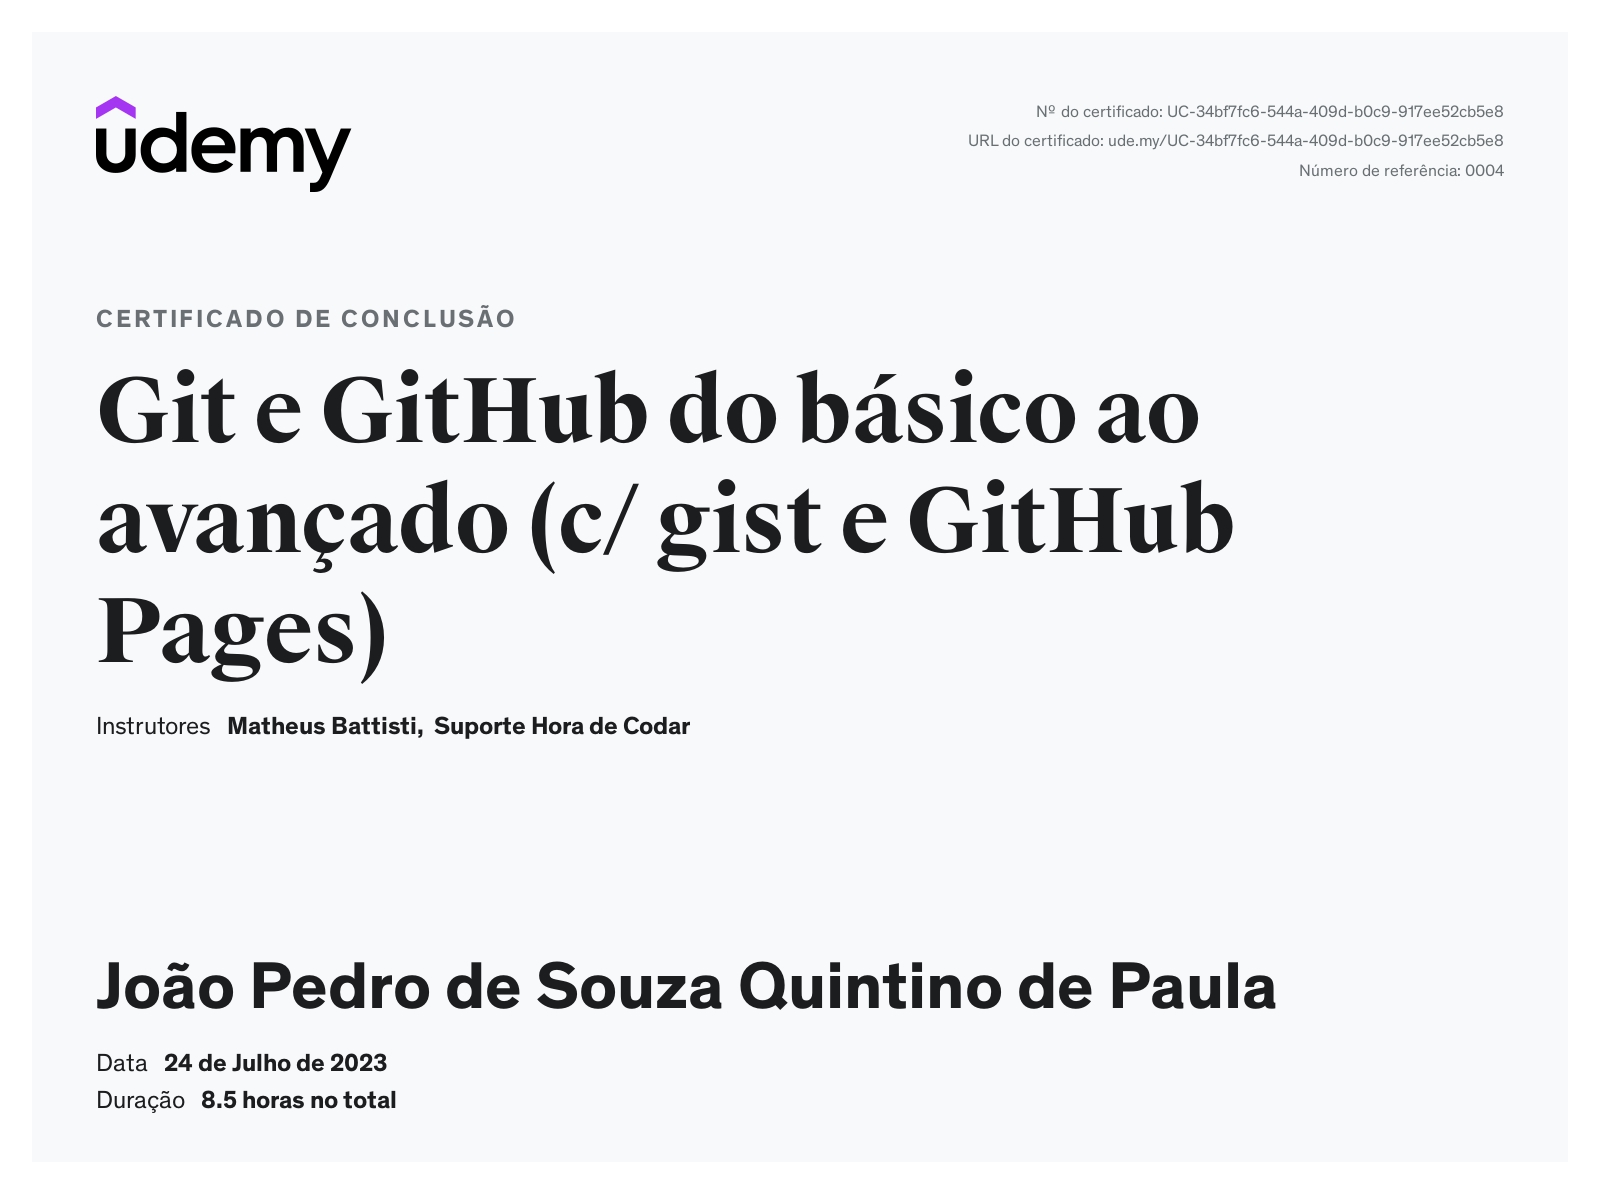 udemy
Nº do certificado: UC-34bf7fc6-544a-409d-b0c9-917ee52cb5e8
URL do certificado: ude.my/UC-34bf7fc6-544a-409d-b0c9-917ee52cb5e8
Número de referência: 0004
CERTIFICADO DE CONCLUSÃO
Git e GitHub do básico ao
avançado (c/ gist e GitHub
Pages)
Instrutores Matheus Battisti, Suporte Hora de Codar
João Pedro de Souza Quintino de Paula
Data 24 de Julho de 2023
Duração 8.5 horas no total